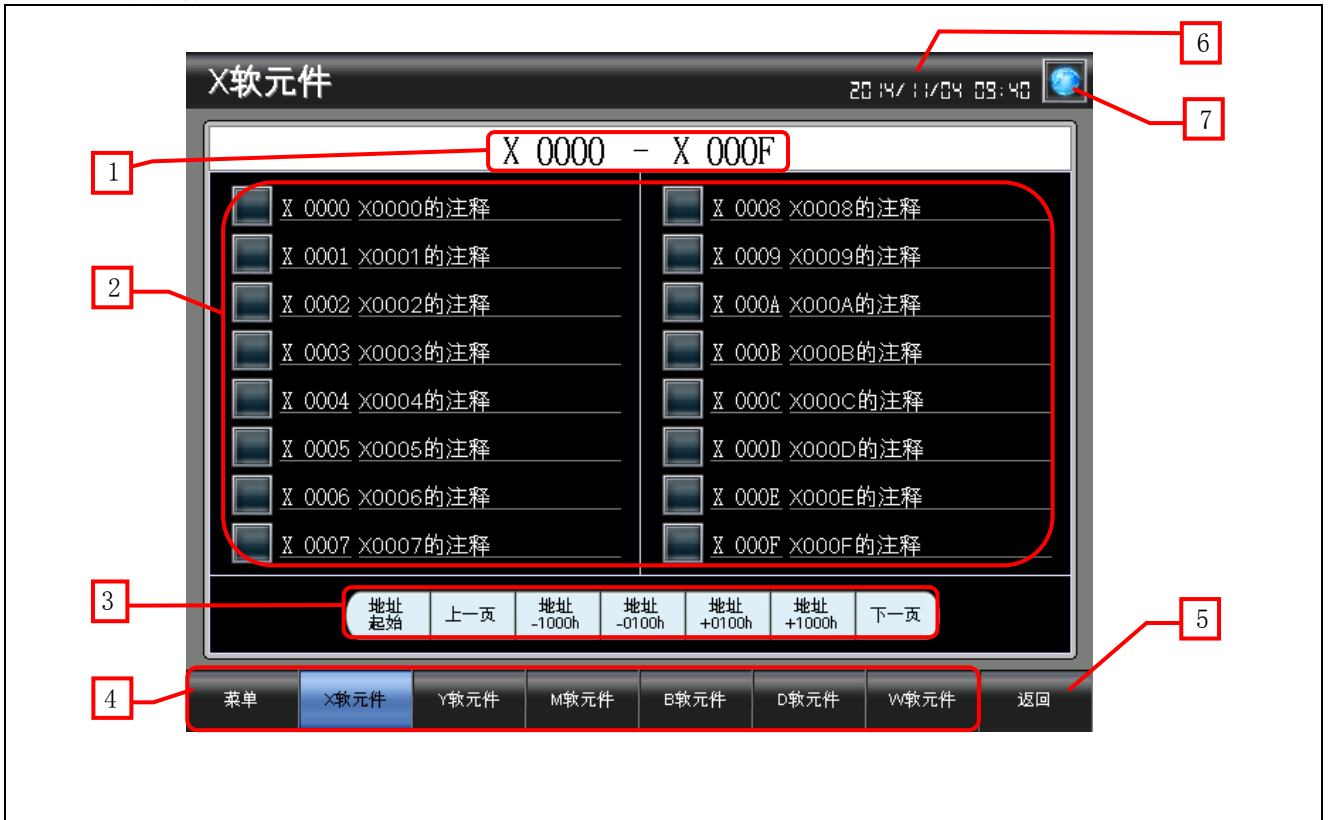 6
X软元件
2014/11/04 09:40
7
X 0000 - X 000F
1
X 0000 X0000的注释
X 0008 X0008的注释
X 0001 X0001的注释
X 0009 X0009的注释
2
X 0002 X0002的注释
X 000A X000A的注释
X 0003 X0003的注释
X 000B X000B的注释
X 0004 X0004的注释
X 000C X000C的注释
X 0005 X0005的注释
X 000D X000D的注释
X 0006 X0006的注释
X 000E X000E的注释
X 0007 X0007的注释
X 000F X000F的注释
3
地址
起始
上一页
地址
-1000h
地址
-0100h
地址
+0100h
地址
+1000h
下一页
5
4
菜单
X软元件
Y软元件
M软元件
B软元件
D软元件
W软元件
返回